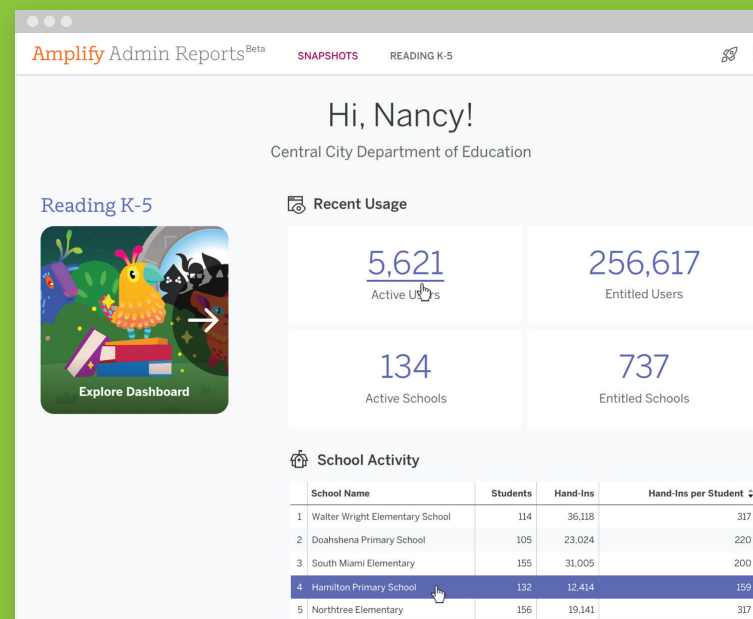 Amplify Admin Reports Beta SNAPSHOTS READING K-5
Hi, Nancy!
Central City Department of Education
Reading K-5
Explore Dashboard
Recent Usage
5,621 256,617
Active Users Entitled Users
134 737
Active Schools Entitled Schools
School Activity
School Name Students Hand-Ins Hand-Ins per Student
1 Walter Wright Elementary School 114 36,118 317
2 Doahshena Primary School 105 23,024 220
3 South Miami Elementary 155 31,005 200
4 Hamilton Primary School 132 12,414 159
5 Northtree Elementary 156 19,141 317